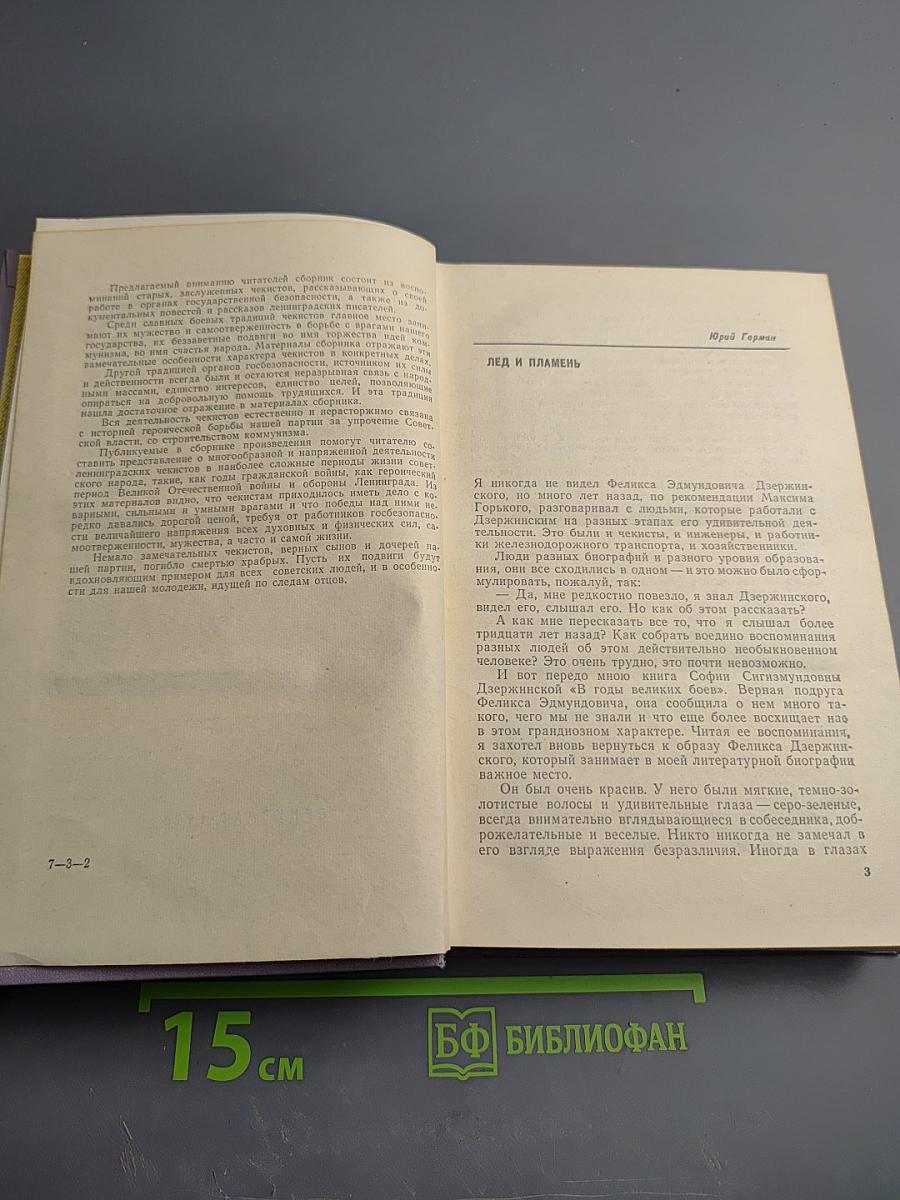 Предлагаемый вниманию читателей сборник состоит из воспо-
минаний старых, заслуженных чекистов, рассказывающих о своей
работе в органах государственной безопасности, а также из до-
кументальных повестей и рассказов ленинградских писателей.
Среди славных боевых традиций чекистов главное место зани-
мают их мужество и самоотверженность в борьбе с врагами нашего
государства, их беззаветные подвиги во имя торжества идей ком-
мунизма, во имя счастья народа. Материалы сборника отражают эти
замечательные особенности характера чекистов в конкретных делах.
Другой традицией органов госбезопасности, источником их силы
и действенности всегда были и остаются неразрывная связь с народ-
ными массами, единство интересов, единство целей, позволяющие
опираться на добровольную помощь трудящихся. И эта традиция
нашла достаточное отражение в материалах сборника.
Вся деятельность чекистов естественно и нерасторжимо связана
с историей героической борьбы нашей партии за упрочение Совет-
ской власти, со строительством коммунизма.
Публикуемые в сборнике произведения помогут читателю со-
ставить представление о многообразной и напряженной деятельности
ленинградских чекистов в наиболее сложные периоды жизни совет-
ского народа, такие, как годы гражданской войны, как героический
период Великой Отечественной войны и обороны Ленинграда. Из
этих материалов видно, что чекистам приходилось иметь дело с ко-
варными, сильными и умными врагами и что победы над ними не-
редко давались дорогой ценой, требуя от работников госбезопасно-
сти величайшего напряжения всех духовных и физических сил, са-
моотверженности, мужества, а часто и самой жизни.
Немало замечательных чекистов, верных сынов и дочерей на-
шей партии, погибло смертью храбрых. Пусть их подвиги будут
вдохновляющим примером для всех советских людей, и в особенно-
сти для нашей молодежи, идущей по следам отцов.
7—3—2
Юрий Герман
ЛЕД И ПЛАМЕНЬ
Я никогда не видел Феликса Эдмундовича Дзержин-
ского, но много лет назад, по рекомендации Максима
Горького, разговаривал с людьми, которые работали с
Дзержинским на разных этапах его удивительной дея-
тельности. Это были и чекисты, и инженеры, и работни-
ки железнодорожного транспорта, и хозяйственники.
Люди разных биографий и разного уровня образова-
ния, они все сходились в одном — и это можно было сфор-
мулировать, пожалуй, так:
— Да, мне редкостно повезло, я знал Дзержинского,
видел его, слышал его. Но как об этом рассказать?
А как мне пересказать все то, что я слышал более
тридцати лет назад? Как собрать воедино воспоминания
разных людей об этом действительно необыкновенном
человеке? Это очень трудно, это почти невозможно.
И вот передо мною книга Софии Сигизмундовны
Дзержинской «В годы великих боев». Верная подруга
Феликса Эдмундовича, она сообщила о нем много та-
кого, чего мы не знали и что еще более восхищает нас
в этом грандиозном характере. Читая ее воспоминания,
я захотел вновь вернуться к образу Феликса Дзержин-
ского, который занимает в моей литературной биографии
важное место.
Он был очень красив. У него были мягкие, темно-зо-
лотистые волосы и удивительные глаза — серо-зеленые,
всегда внимательно вглядывающиеся в собеседника, доб-
рожелательные и веселые. Никто никогда не замечал в
его взгляде выражения безразличия. Иногда в глазах
3
15 см
БФ БИБЛИОФАН